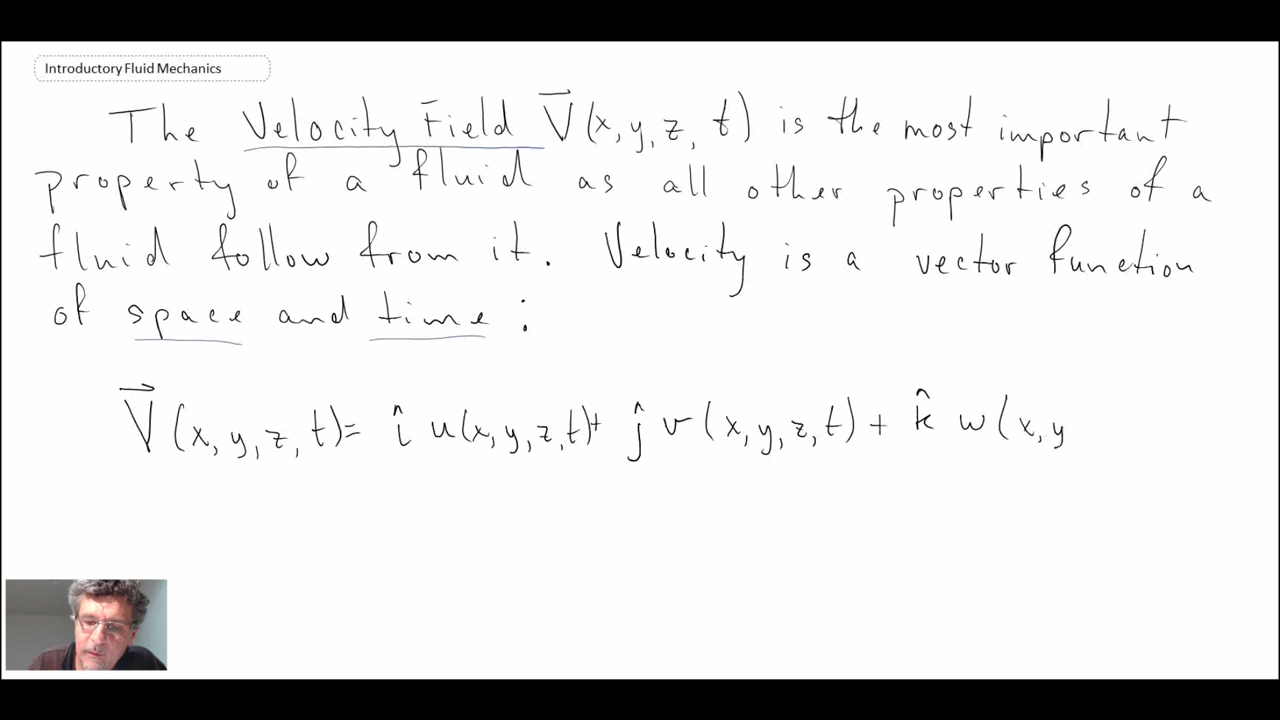 Introductory Fluid Mechanics
The Velocity Field V⃗(x, y, z, t) is the most important
property of a fluid as all other properties of a
fluid follow from it. Velocity is a vector function
of space and time :
V⃗(x, y, z, t)= î u(x, y, z, t)+ ĵ v(x, y, z, t) + k̂ w(x, y